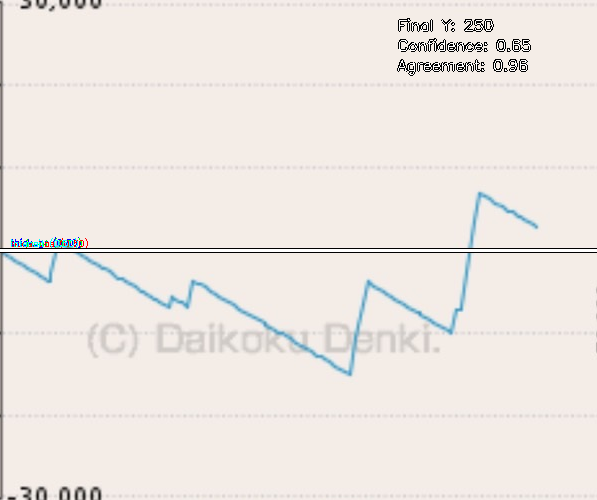 30,000
Final Y: 250
Confidence: 0.65
Agreement: 0.96
(C) Daikoku Denki.
-30,000